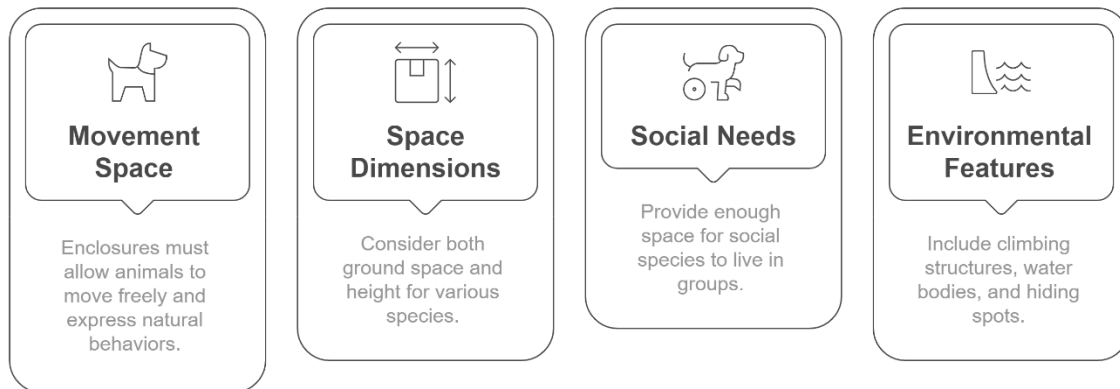 Movement
Space
Enclosures must
allow animals to
move freely and
express natural
behaviors.
Space
Dimensions
Consider both
ground space and
height for various
species.
Social Needs
Provide enough
space for social
species to live in
groups.
Environmental
Features
Include climbing
structures, water
bodies, and hiding
spots.